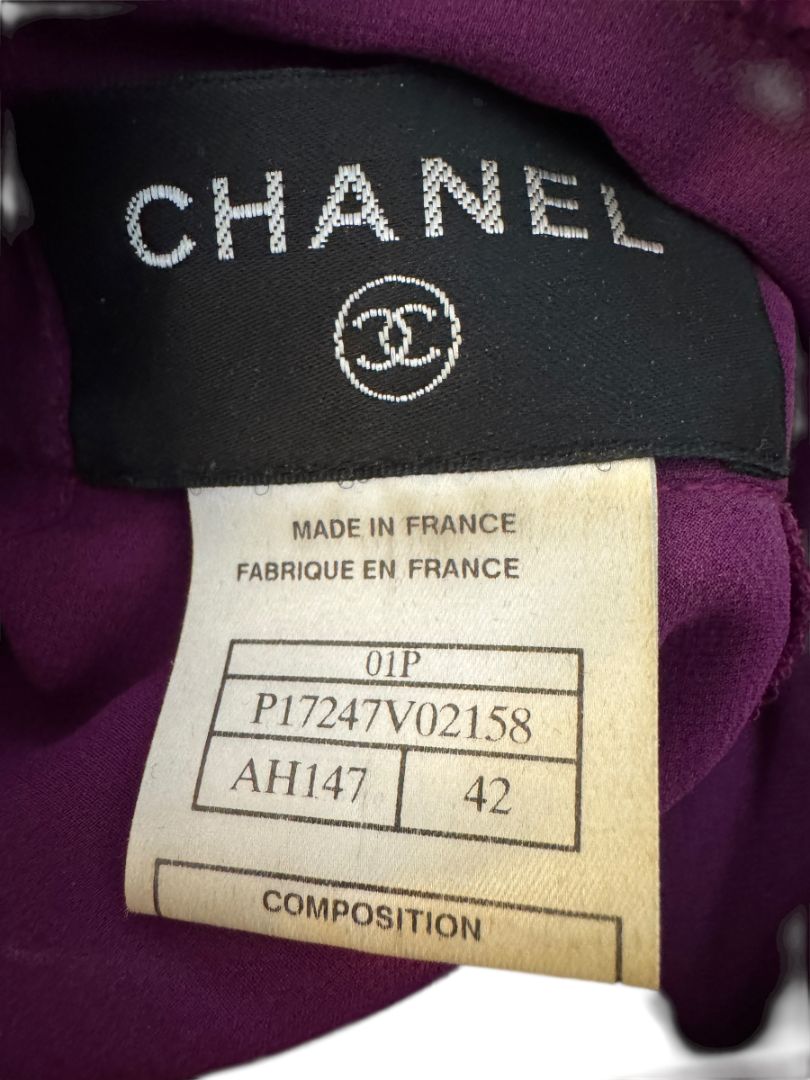 CHANEL
MADE IN FRANCE
FABRIQUE EN FRANCE
01P
P17247V02158
AH147 42
COMPOSITION